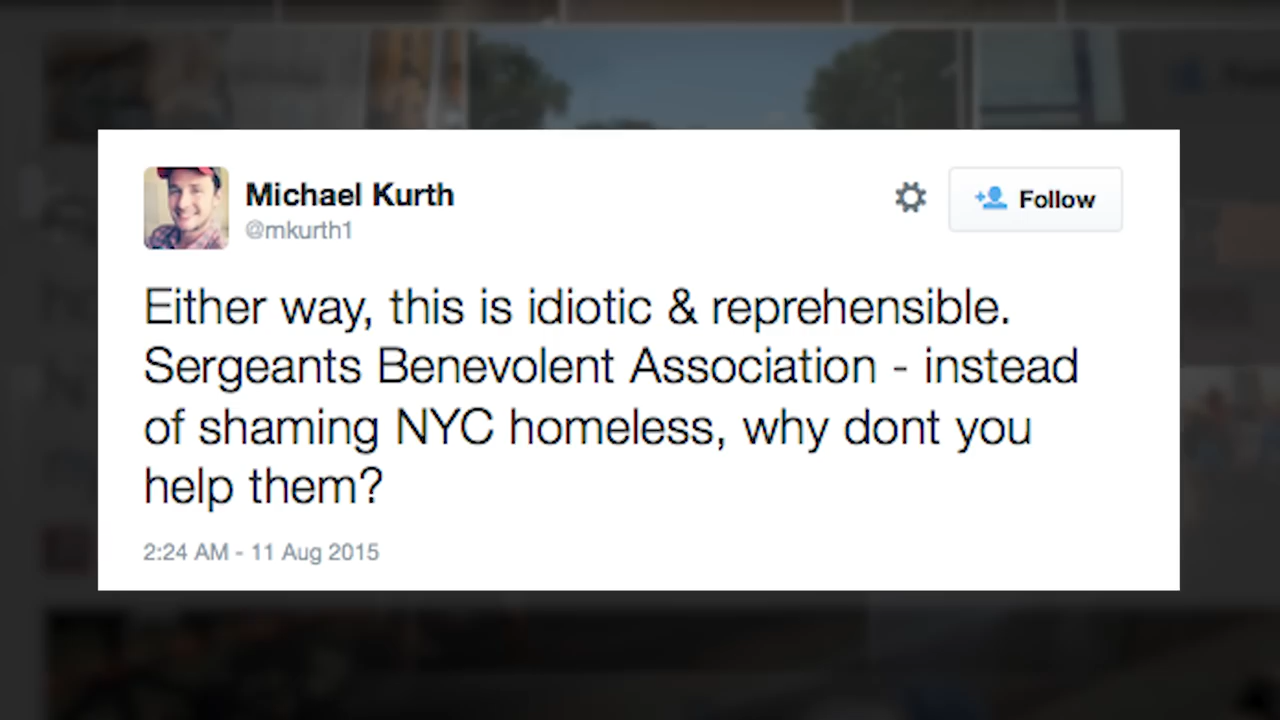 Michael Kurth
@mkurth1
Follow
Either way, this is idiotic & reprehensible.
Sergeants Benevolent Association - instead
of shaming NYC homeless, why dont you
help them?
2:24 AM - 11 Aug 2015